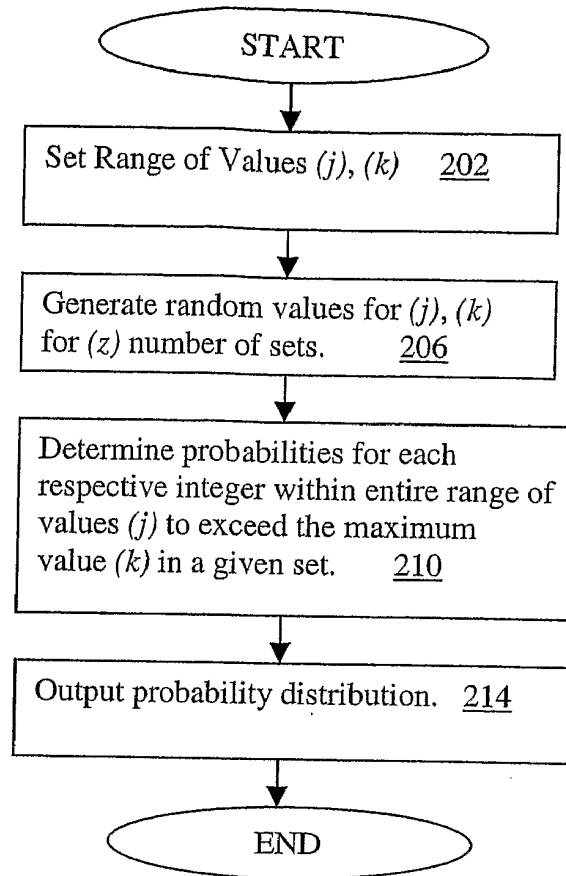 START
Set Range of Values (j), (k) 202
Generate random values for (j), (k)
for (z) number of sets. 206
Determine probabilities for each
respective integer within entire range of
values (j) to exceed the maximum
value (k) in a given set. 210
Output probability distribution. 214
END